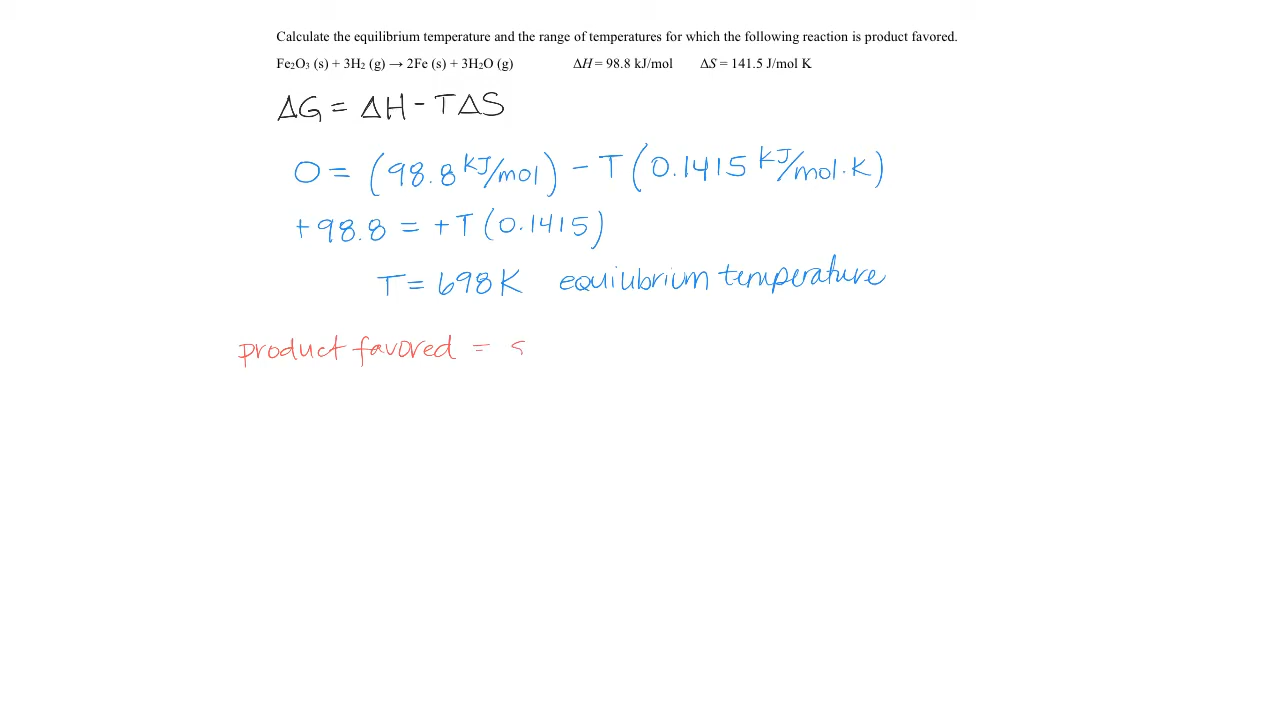 Calculate the equilibrium temperature and the range of temperatures for which the following reaction is product favored.
Fe₂O₃ (s) + 3H₂ (g) → 2Fe (s) + 3H₂O (g) ΔH = 98.8 kJ/mol ΔS = 141.5 J/mol K
ΔG = ΔH - TΔS
0 = (98.8 kJ/mol) - T(0.1415 kJ/mol·K)
+98.8 = +T(0.1415)
T = 698K equilibrium temperature
product favored = s